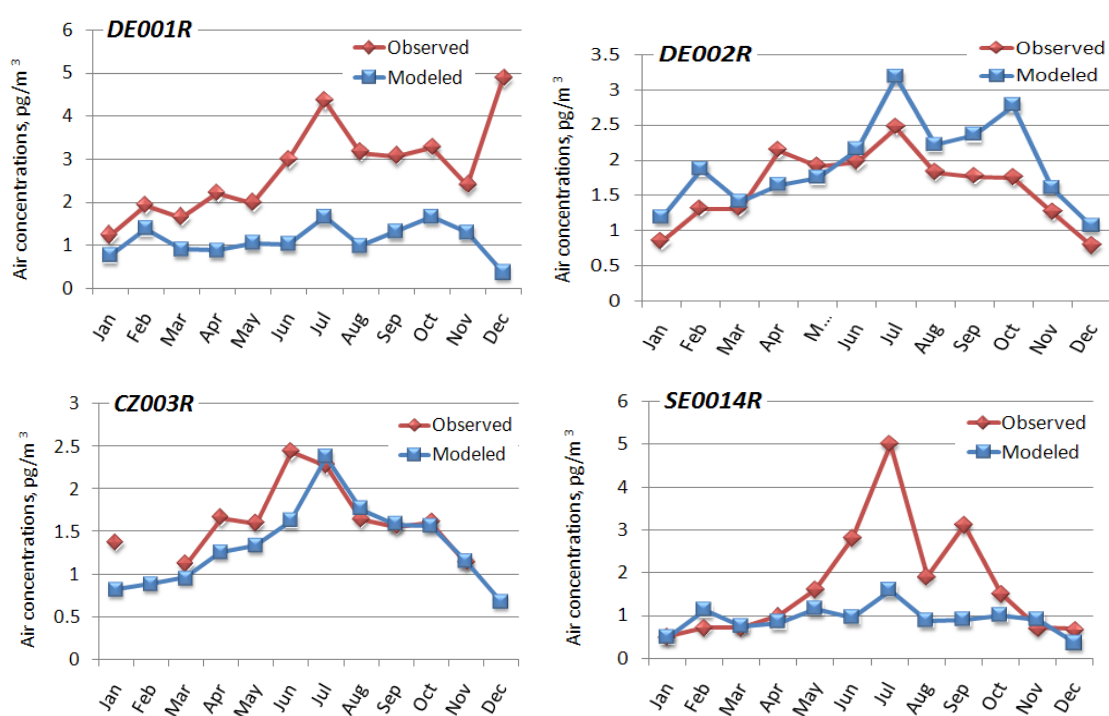 DE001R
Air concentrations, pg/m³
6
5
4
3
2
1
0
Observed
Modeled
Jan Feb Mar Apr May Jun Jul Aug Sep Oct Nov Dec
DE002R
Air concentrations, pg/m³
3.5
3
2.5
2
1.5
1
0.5
0
Observed
Modeled
Jan Feb Mar Apr M... Jun Jul Aug Sep Oct Nov Dec
CZ003R
Air concentrations, pg/m³
3
2.5
2
1.5
1
0.5
0
Observed
Modeled
Jan Feb Mar Apr May Jun Jul Aug Sep Oct Nov Dec
SE0014R
Air concentrations, pg/m³
6
5
4
3
2
1
0
Observed
Modeled
Jan Feb Mar Apr May Jun Jul Aug Sep Oct Nov Dec